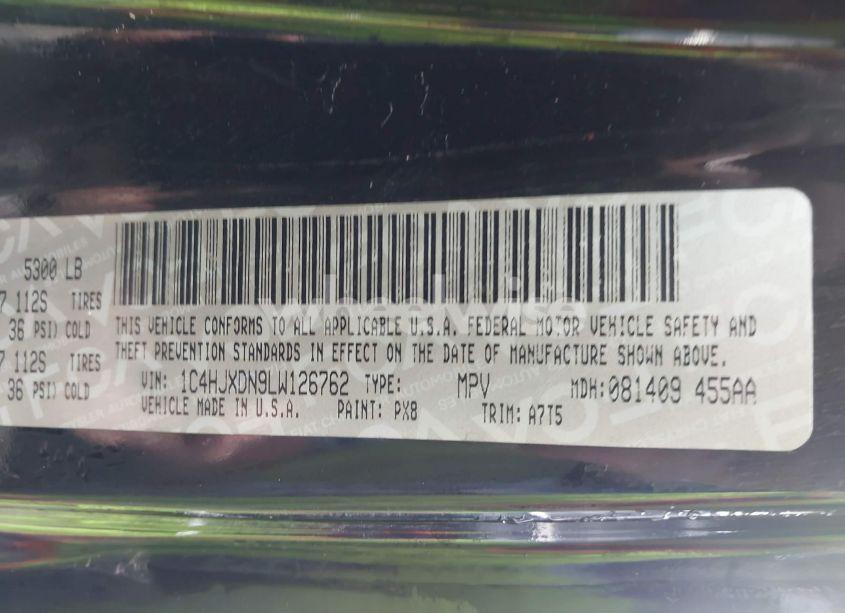 5300 LB
7 112S TIRES
36 PSI) COLD
7 112S TIRES
36 PSI) COLD
wheelwise
THIS VEHICLE CONFORMS TO ALL APPLICABLE U.S.A. FEDERAL MOTOR VEHICLE SAFETY AND
THEFT PREVENTION STANDARDS IN EFFECT ON THE DATE OF MANUFACTURE SHOWN ABOVE.
VIN: 1C4HJXDN9LW126762 TYPE: MPV MDH: 081409 455AA
VEHICLE MADE IN U.S.A. PAINT: PX8 TRIM: A7T5